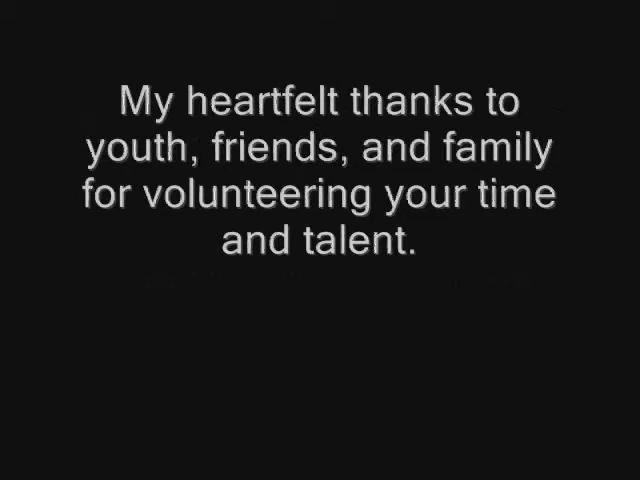 My heartfelt thanks to
youth, friends, and family
for volunteering your time
and talent.